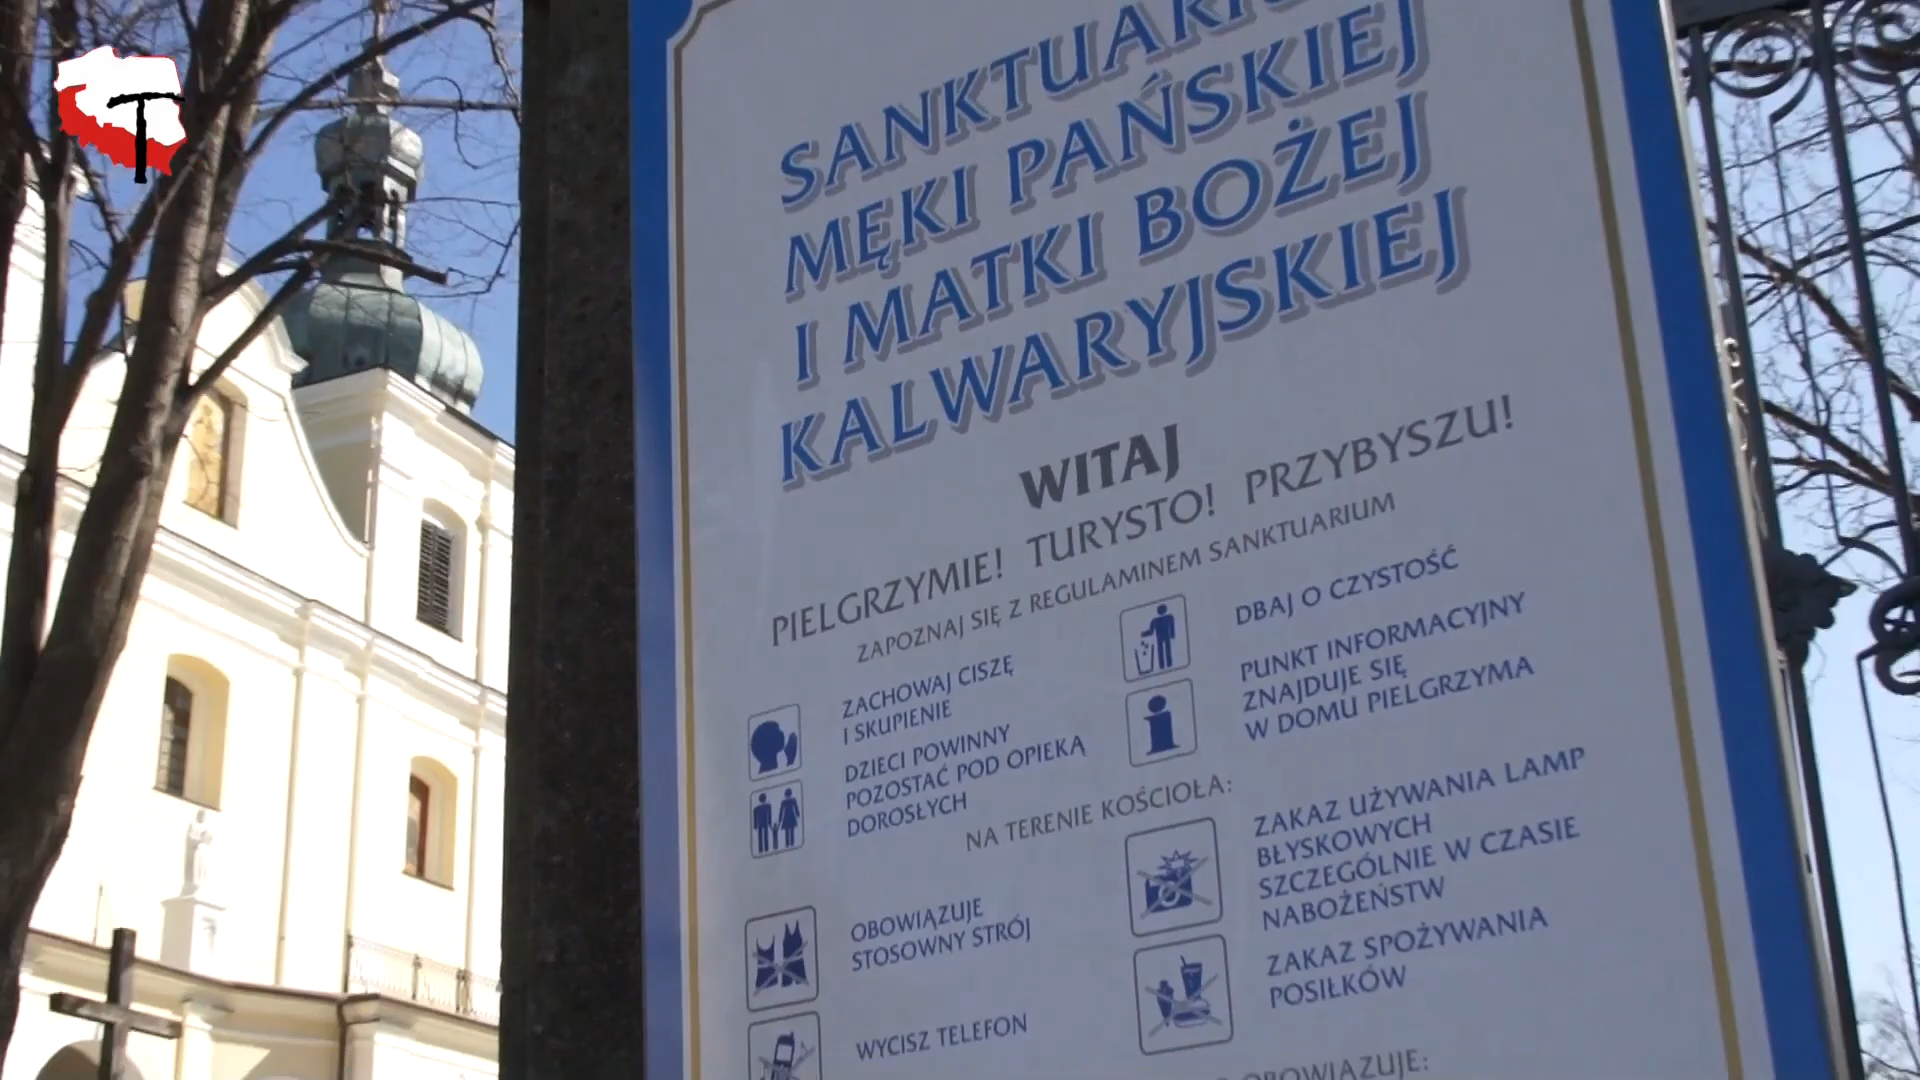 SANKTUARIUM
MĘKI PAŃSKIEJ
I MATKI BOŻEJ
KALWARYJSKIEJ
WITAJ
PIELGRZYMIE! TURYSTO! PRZYBYSZU!
ZAPOZNAJ SIĘ Z REGULAMINEM SANKTUARIUM
ZACHOWAJ CISZĘ
I SKUPIENIE
DZIECI POWINNY
POZOSTAĆ POD OPIEKĄ
DOROSŁYCH
DBAJ O CZYSTOŚĆ
PUNKT INFORMACYJNY
ZNAJDUJE SIĘ
W DOMU PIELGRZYMA
NA TERENIE KOŚCIOŁA:
OBOWIĄZUJE
STOSOWNY STRÓJ
WYCISZ TELEFON
ZAKAZ UŻYWANIA LAMP
BŁYSKOWYCH
SZCZEGÓLNIE W CZASIE
NABOŻEŃSTW
ZAKAZ SPOŻYWANIA
POSIŁKÓW
OBOWIĄZUJE: